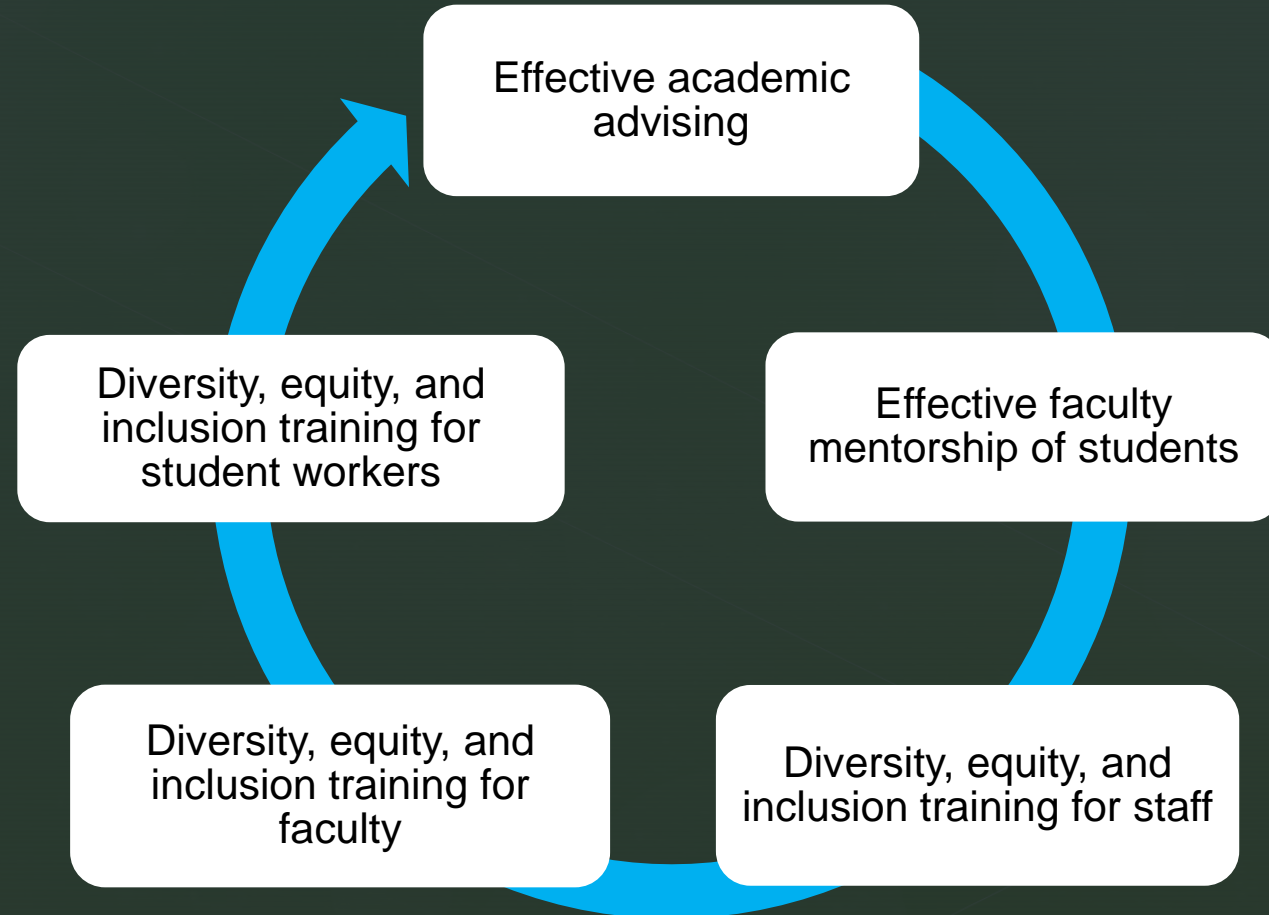 Effective academic
advising
Effective faculty
mentorship of students
Diversity, equity, and
inclusion training for staff
Diversity, equity, and
inclusion training for
faculty
Diversity, equity, and
inclusion training for
student workers